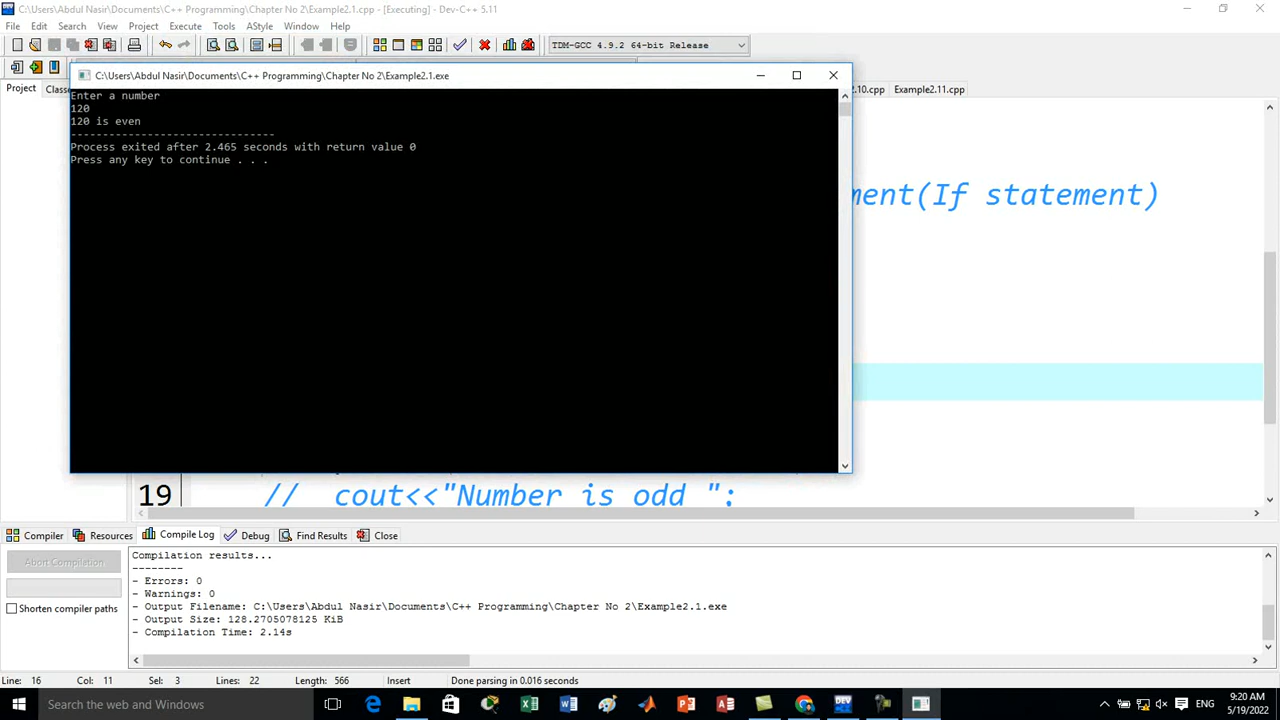 C:\Users\Abdul Nasir\Documents\C++ Programming\Chapter No 2\Example2.1.cpp - [Executing] - Dev-C++ 5.11
File Edit Search View Project Execute Tools AStyle Window Help
TDM-GCC 4.9.2 64-bit Release
C:\Users\Abdul Nasir\Documents\C++ Programming\Chapter No 2\Example2.1.exe
Project Classe 2.10.cpp Example2.11.cpp
Enter a number
120
120 is even
--------------------------------
Process exited after 2.465 seconds with return value 0
Press any key to continue . . .
ment(If statement)
19 // cout<<"Number is odd ";
Compiler Resources Compile Log Debug Find Results Close
Abort Compilation
Shorten compiler paths
Compilation results...
--------
- Errors: 0
- Warnings: 0
- Output Filename: C:\Users\Abdul Nasir\Documents\C++ Programming\Chapter No 2\Example2.1.exe
- Output Size: 128.2705078125 KiB
- Compilation Time: 2.14s
Line: 16 Col: 11 Sel: 3 Lines: 22 Length: 566 Insert Done parsing in 0.016 seconds
Search the web and Windows
ENG
9:20 AM
5/19/2022